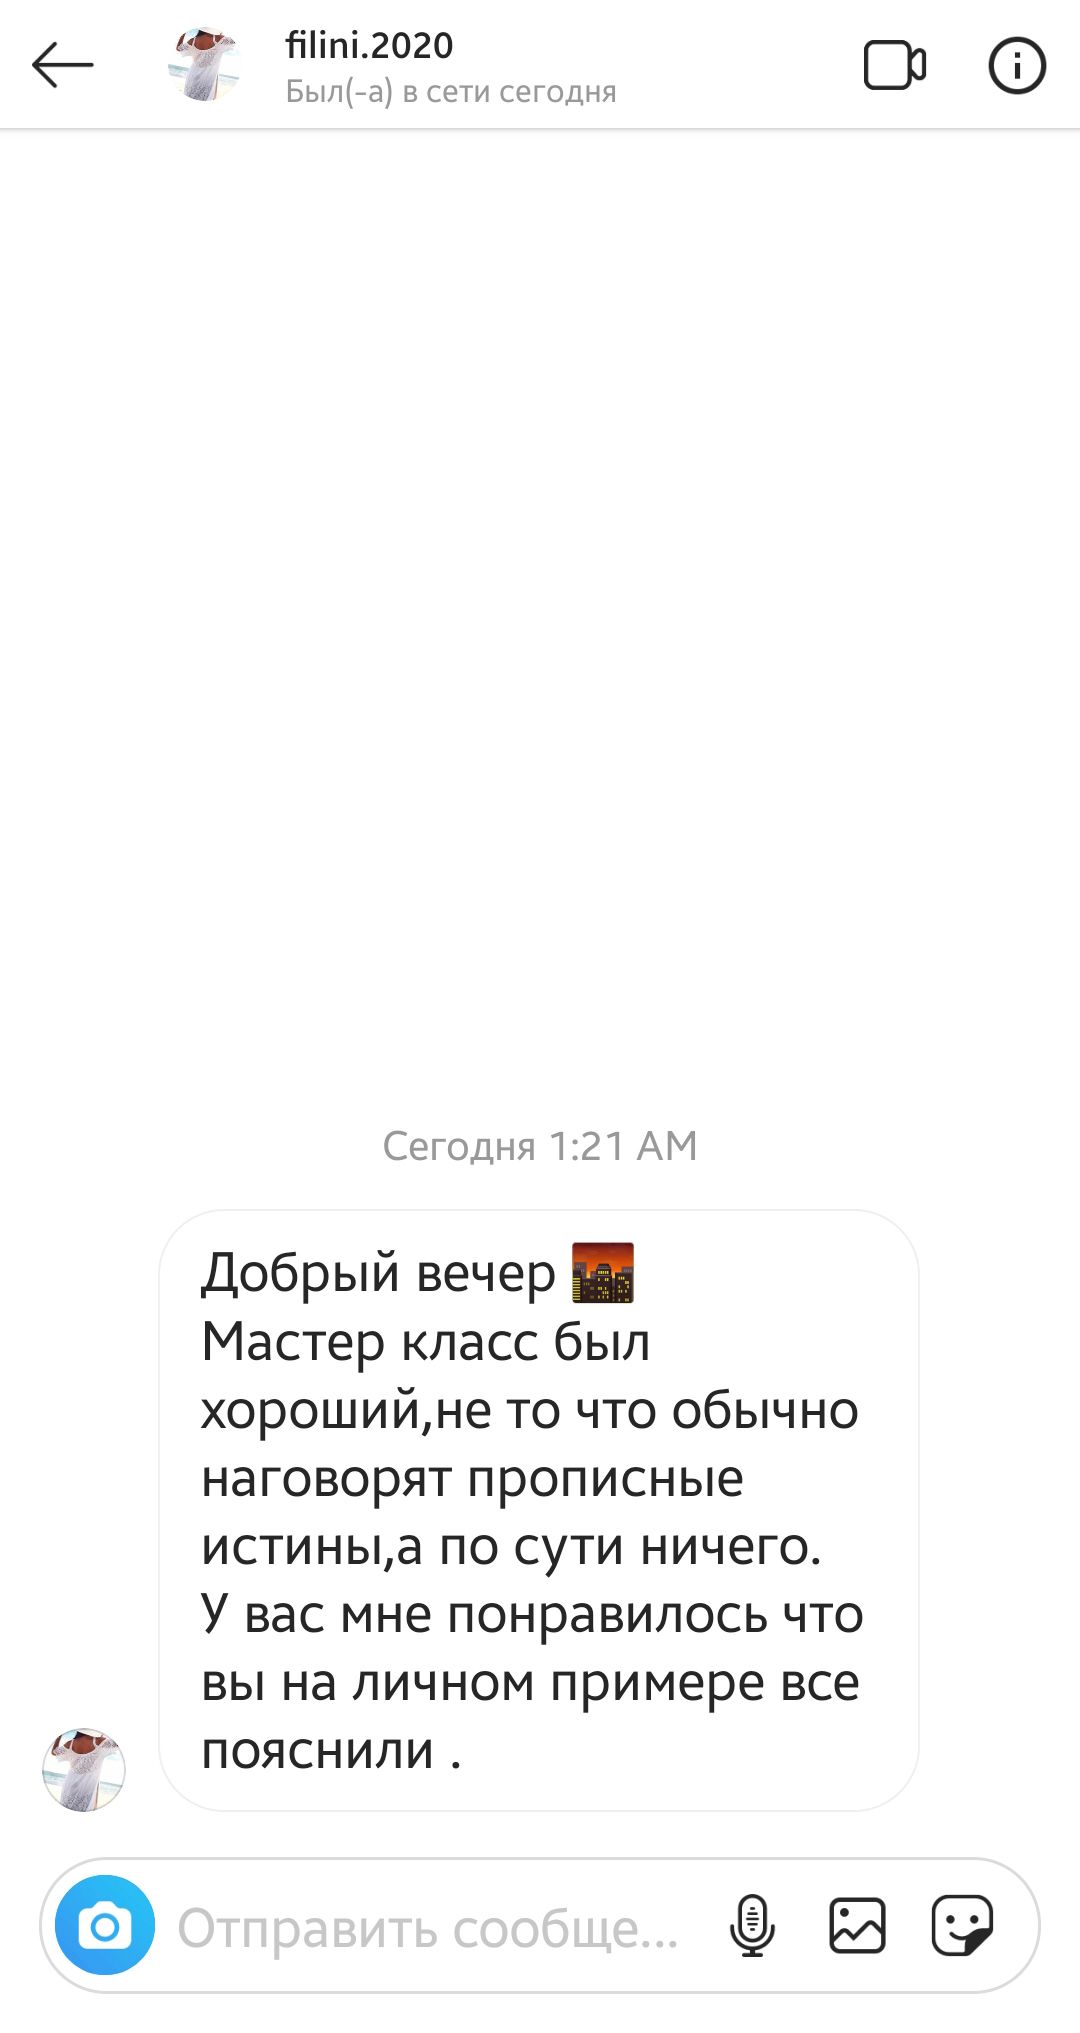 filini.2020
Был(-а) в сети сегодня
Сегодня 1:21 AM
Добрый вечер 🌇
Мастер класс был
хороший,не то что обычно
наговорят прописные
истины,а по сути ничего.
У вас мне понравилось что
вы на личном примере все
пояснили .
Отправить сообще...